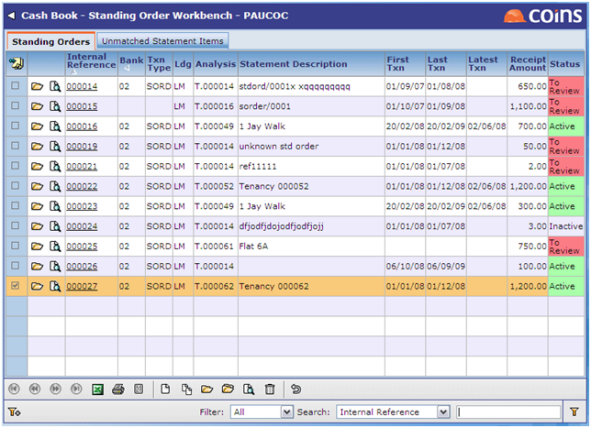 Cash Book - Standing Order Workbench - PAUCOC
coins
Standing Orders Unmatched Statement Items
Internal Reference Bank Txn Type Ldg Analysis Statement Description First Txn Last Txn Latest Txn Receipt Amount Status
000014 02 SORD LM T.000014 stdord/0001x xqqqqqqqqq 01/09/07 01/08/08 650.00 To Review
000015 LM T.000016 sorder/0001 01/10/07 01/09/08 1,100.00 To Review
000016 02 SORD LM T.000049 1 Jay Walk 20/02/08 20/02/09 02/06/08 700.00 Active
000019 02 SORD LM T.000014 unknown std order 01/01/08 01/12/08 50.00 To Review
000021 02 SORD LM T.000014 ref11111 01/01/08 01/07/08 2.00 To Review
000022 02 SORD LM T.000052 Tenancy 000052 01/01/08 01/12/08 02/06/08 1,200.00 Active
000023 02 SORD LM T.000049 1 Jay Walk 20/02/08 20/02/09 02/06/08 300.00 Active
000024 02 SORD LM T.000014 dfjodfjdojodfjodfjojj 01/01/08 01/07/08 3.00 Inactive
000025 02 SORD LM T.000061 Flat 6A 750.00 To Review
000026 02 SORD LM T.000014 06/10/08 06/09/09 100.00 Active
000027 02 SORD LM T.000062 Tenancy 000062 01/01/08 01/12/08 1,200.00 Active
Filter: All Search: Internal Reference